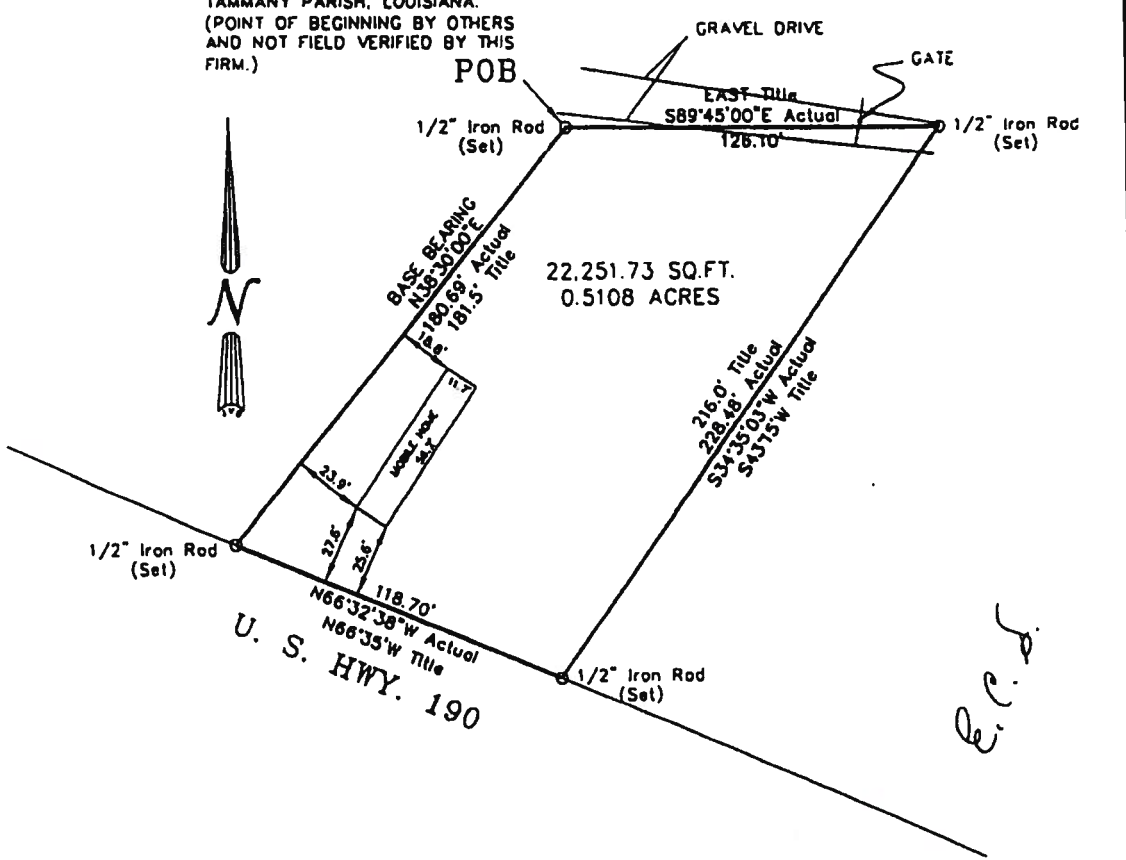 TAMMANY PARISH, LOUISIANA.
(POINT OF BEGINNING BY OTHERS
AND NOT FIELD VERIFIED BY THIS
FIRM.)
POB
GRAVEL DRIVE
GATE
EAST Title
S89°45'00"E Actual
126.10'
1/2" Iron Rod
(Set)
1/2" Iron Rod
(Set)
N
BASE BEARING
N38°30'00"E
180.69' Actual
181.5' Title
22,251.73 SQ.FT.
0.5108 ACRES
18.8'
11.7'
MOBILE HOME
216.0' Title
228.48' Actual
S34°35'03"W Actual
S43°15'W Title
23.9'
27.6'
25.6'
1/2" Iron Rod
(Set)
118.70'
N66°32'38"W Actual
N66°35'W Title
U. S. HWY. 190
1/2" Iron Rod
(Set)